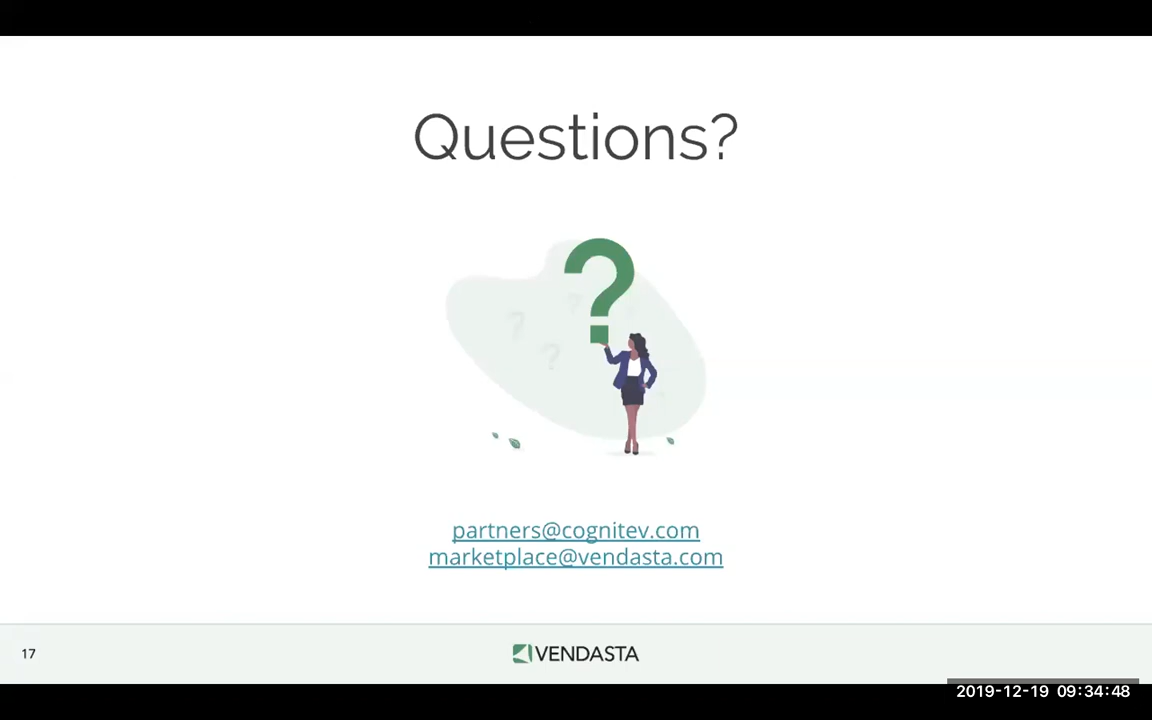 Questions?
?
? ? ?
partners@cognitev.com
marketplace@vendasta.com
17
VENDASTA
2019-12-19 09:34:48